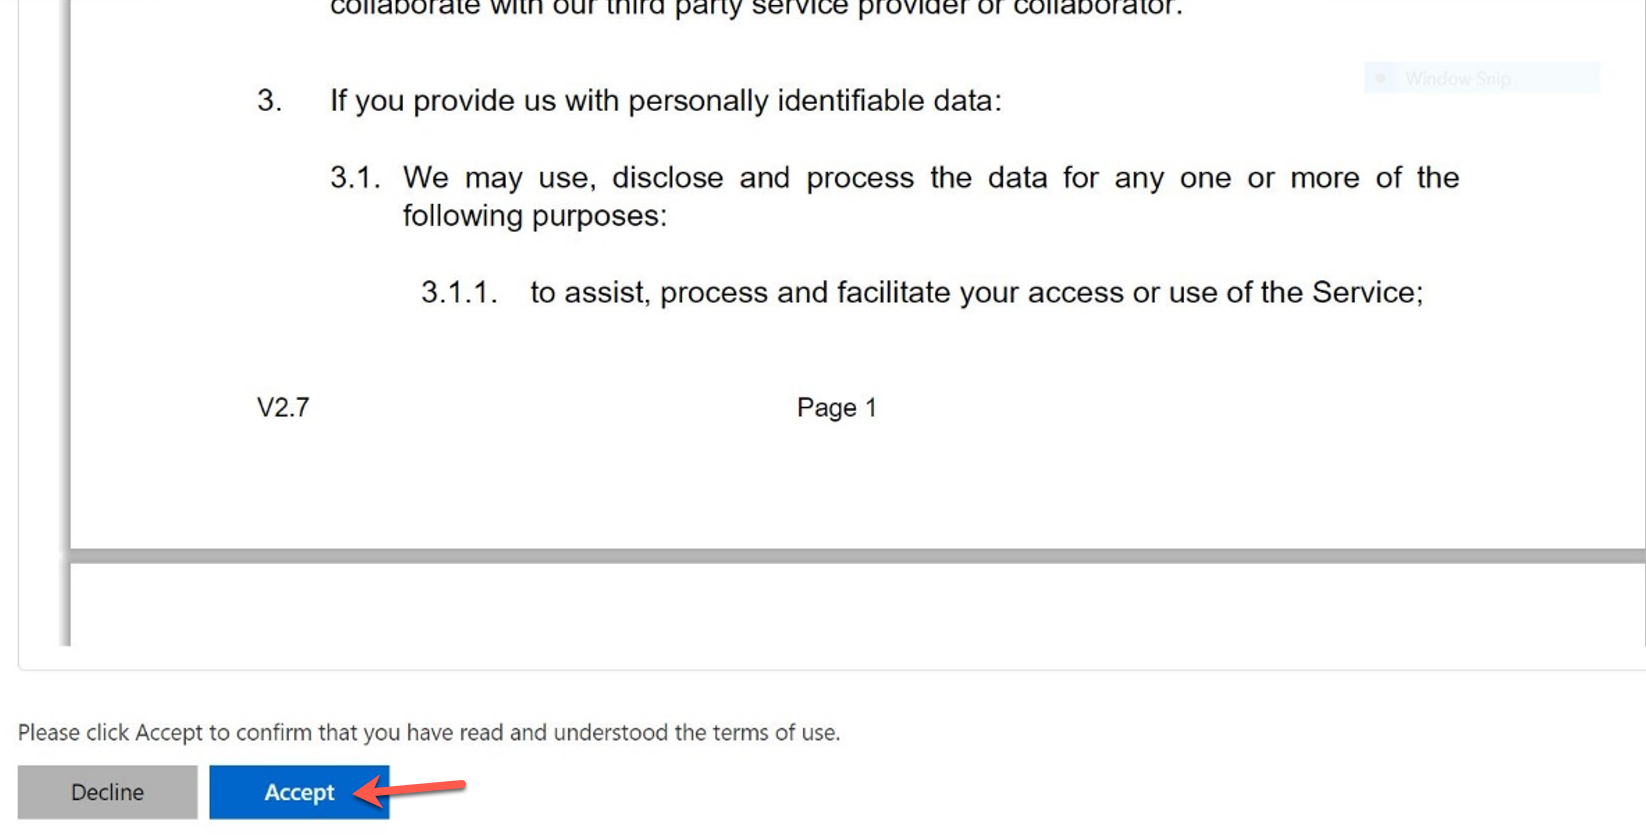 collaborate with our third party service provider or collaborator.
Window Snip
3. If you provide us with personally identifiable data:
3.1. We may use, disclose and process the data for any one or more of the
following purposes:
3.1.1. to assist, process and facilitate your access or use of the Service;
V2.7 Page 1
Please click Accept to confirm that you have read and understood the terms of use.
Decline Accept